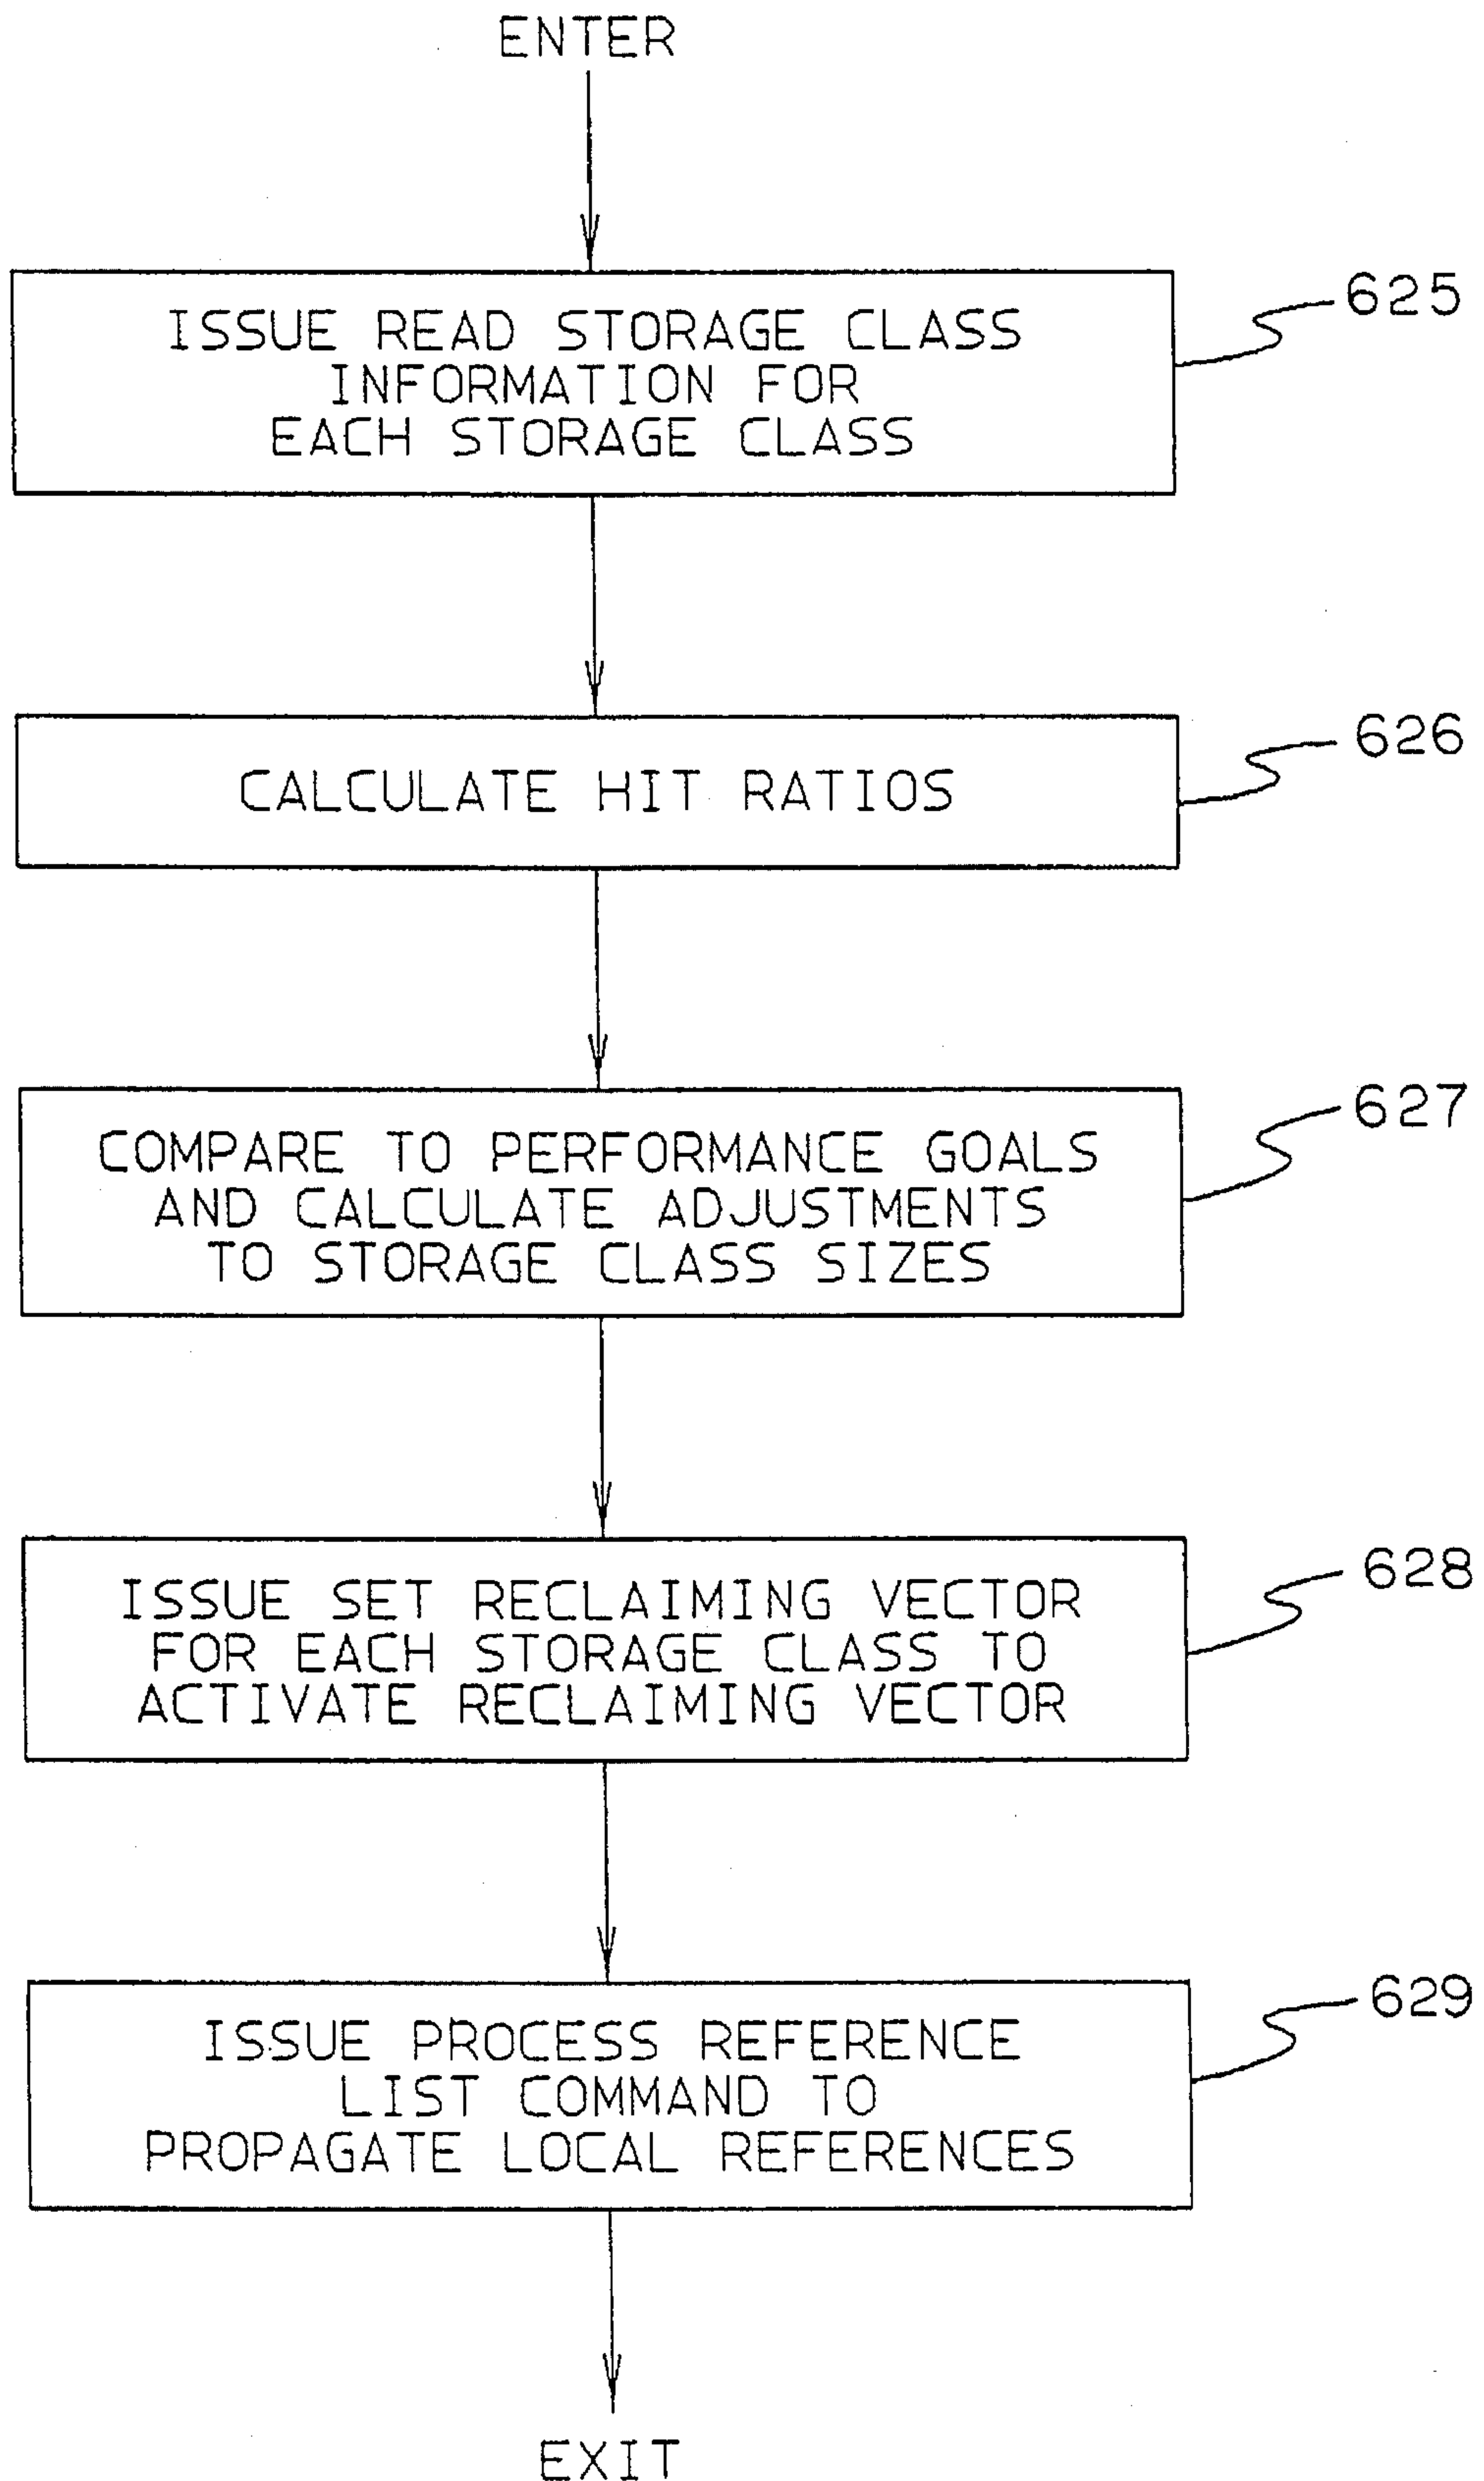 ENTER
ISSUE READ STORAGE CLASS
INFORMATION FOR
EACH STORAGE CLASS
625
CALCULATE HIT RATIOS
626
COMPARE TO PERFORMANCE GOALS
AND CALCULATE ADJUSTMENTS
TO STORAGE CLASS SIZES
627
ISSUE SET RECLAIMING VECTOR
FOR EACH STORAGE CLASS TO
ACTIVATE RECLAIMING VECTOR
628
ISSUE PROCESS REFERENCE
LIST COMMAND TO
PROPAGATE LOCAL REFERENCES
629
EXIT